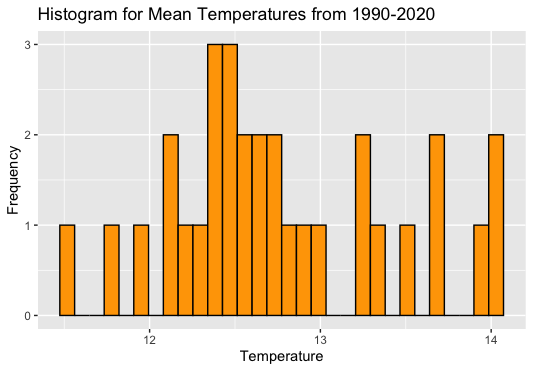 Histogram for Mean Temperatures from 1990-2020
Frequency
3
2
1
0
12
13
14
Temperature